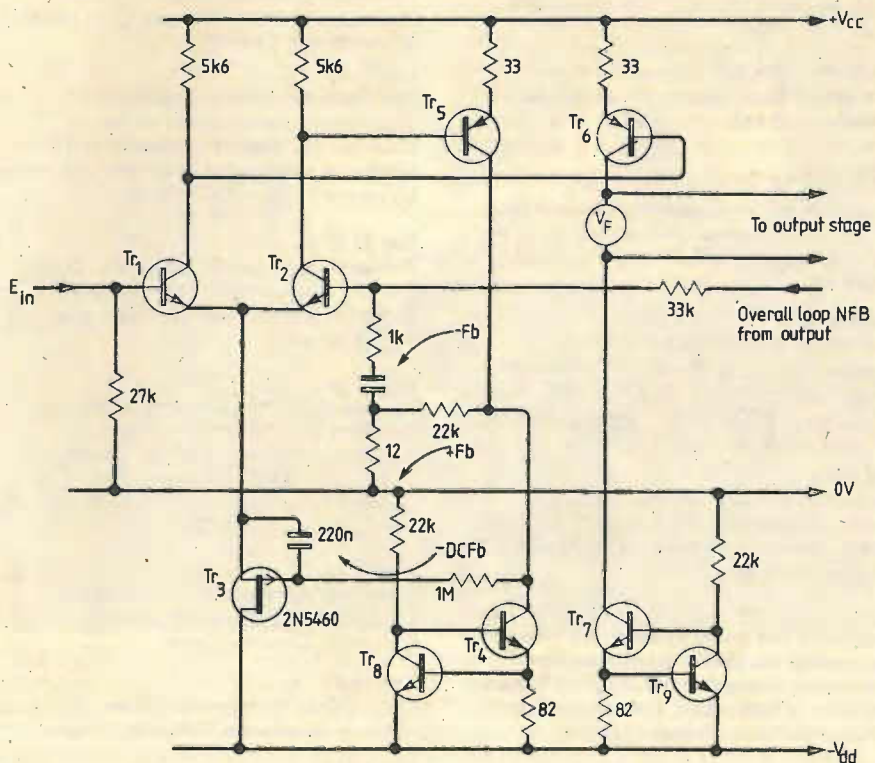 +Vcc
5k6
5k6
33
33
Tr5
Tr6
VF
To output stage
Tr1
Tr2
Ein
33k
Overall loop NFB
from output
1k
-Fb
27k
22k
12
+Fb
0V
220n
22k
-DCFb
22k
Tr3
1M
2N5460
Tr4
Tr7
Tr8
Tr9
82
82
-Vdd